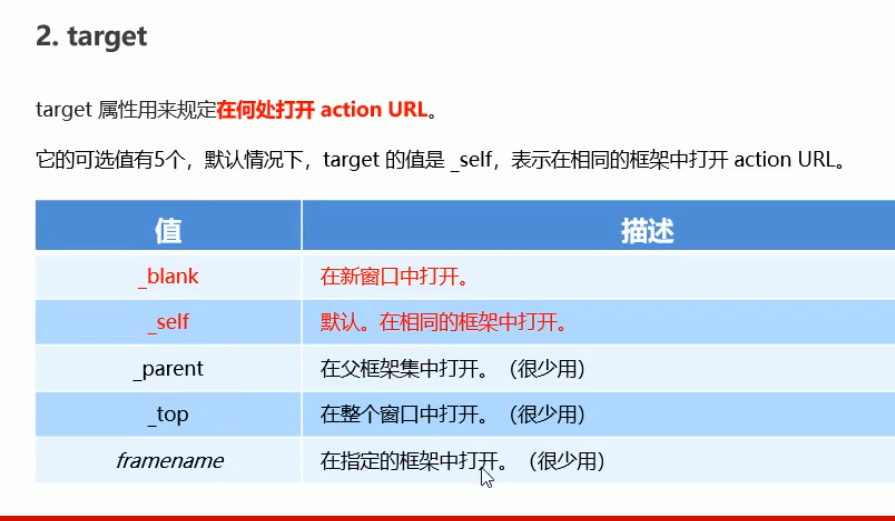 2. target
target 属性用来规定在何处打开 action URL。
它的可选值有5个，默认情况下，target 的值是 _self，表示在相同的框架中打开 action URL。
值 描述
_blank 在新窗口中打开。
_self 默认。在相同的框架中打开。
_parent 在父框架集中打开。（很少用）
_top 在整个窗口中打开。（很少用）
framename 在指定的框架中打开。（很少用）